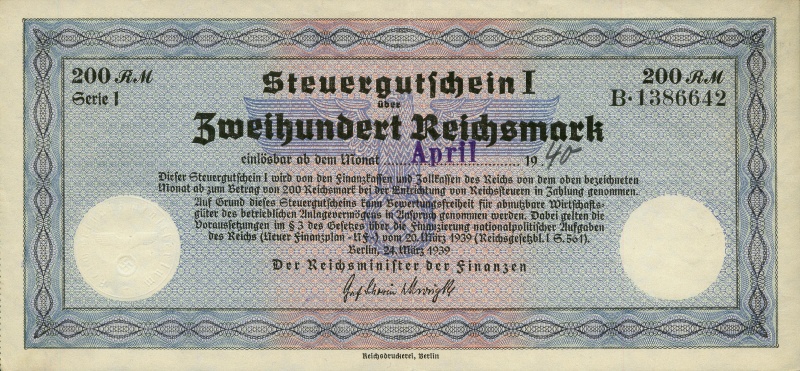 200 RM
Steuergutschein I
200 RM
Serie I
über
B·1386642
Zweihundert Reichsmark
einlösbar ab dem Monat April 1940
Dieser Steuergutschein I wird von den Finanzkassen und Zollkassen des Reichs von dem oben bezeichneten
Monat ab zum Betrag von 200 Reichsmark bei der Entrichtung von Reichssteuern in Zahlung genommen.
Auf Grund dieses Steuergutscheins kann Bewertungsfreiheit für abnutzbare Wirtschafts-
güter des betrieblichen Anlagevermögens in Anspruch genommen werden. Dabei gelten die
Voraussetzungen im § 3 des Gesetzes über die Finanzierung nationalpolitischer Aufgaben
des Reichs (Neuer Finanzplan - NF-) vom 20. März 1939 (Reichsgesetzbl. I S. 561).
Berlin, 24. März 1939
Der Reichsminister der Finanzen
Reichsdruckerei, Berlin